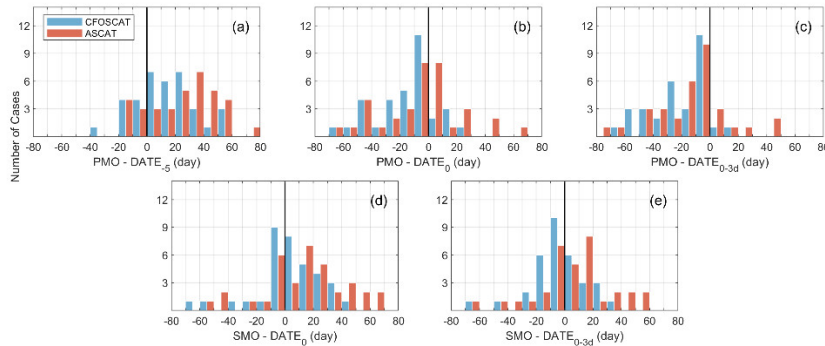 CFOSCAT
ASCAT
(a)
(b)
(c)
12
9
6
3
12
9
6
3
12
9
6
3
Number of Cases
-80 -60 -40 -20 0 20 40 60 80
-80 -60 -40 -20 0 20 40 60 80
-80 -60 -40 -20 0 20 40 60 80
PMO - DATE-5 (day)
PMO - DATE0 (day)
PMO - DATE0-3d (day)
(d)
(e)
12
9
6
3
12
9
6
3
-80 -60 -40 -20 0 20 40 60 80
-80 -60 -40 -20 0 20 40 60 80
SMO - DATE0 (day)
SMO - DATE0-3d (day)